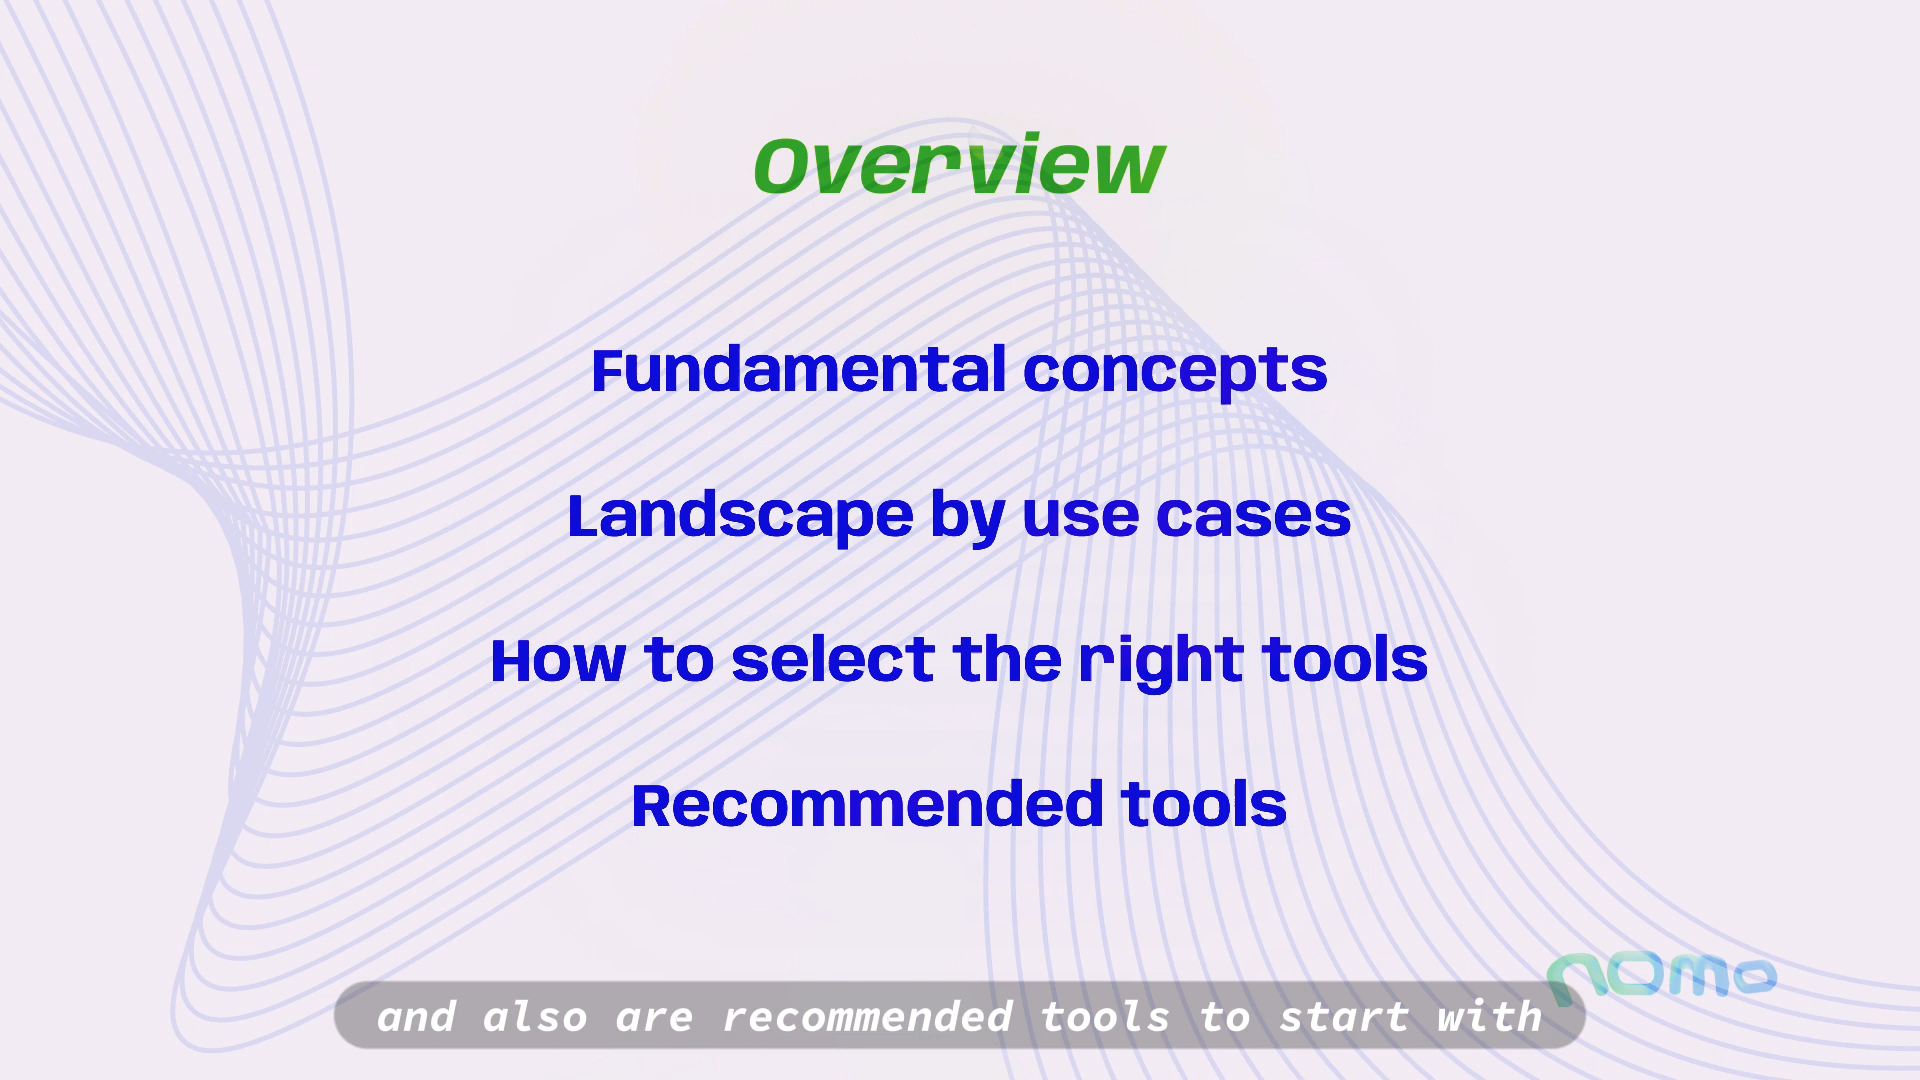 Overview
Fundamental concepts
Landscape by use cases
How to select the right tools
Recommended tools
nomo
and also are recommended tools to start with